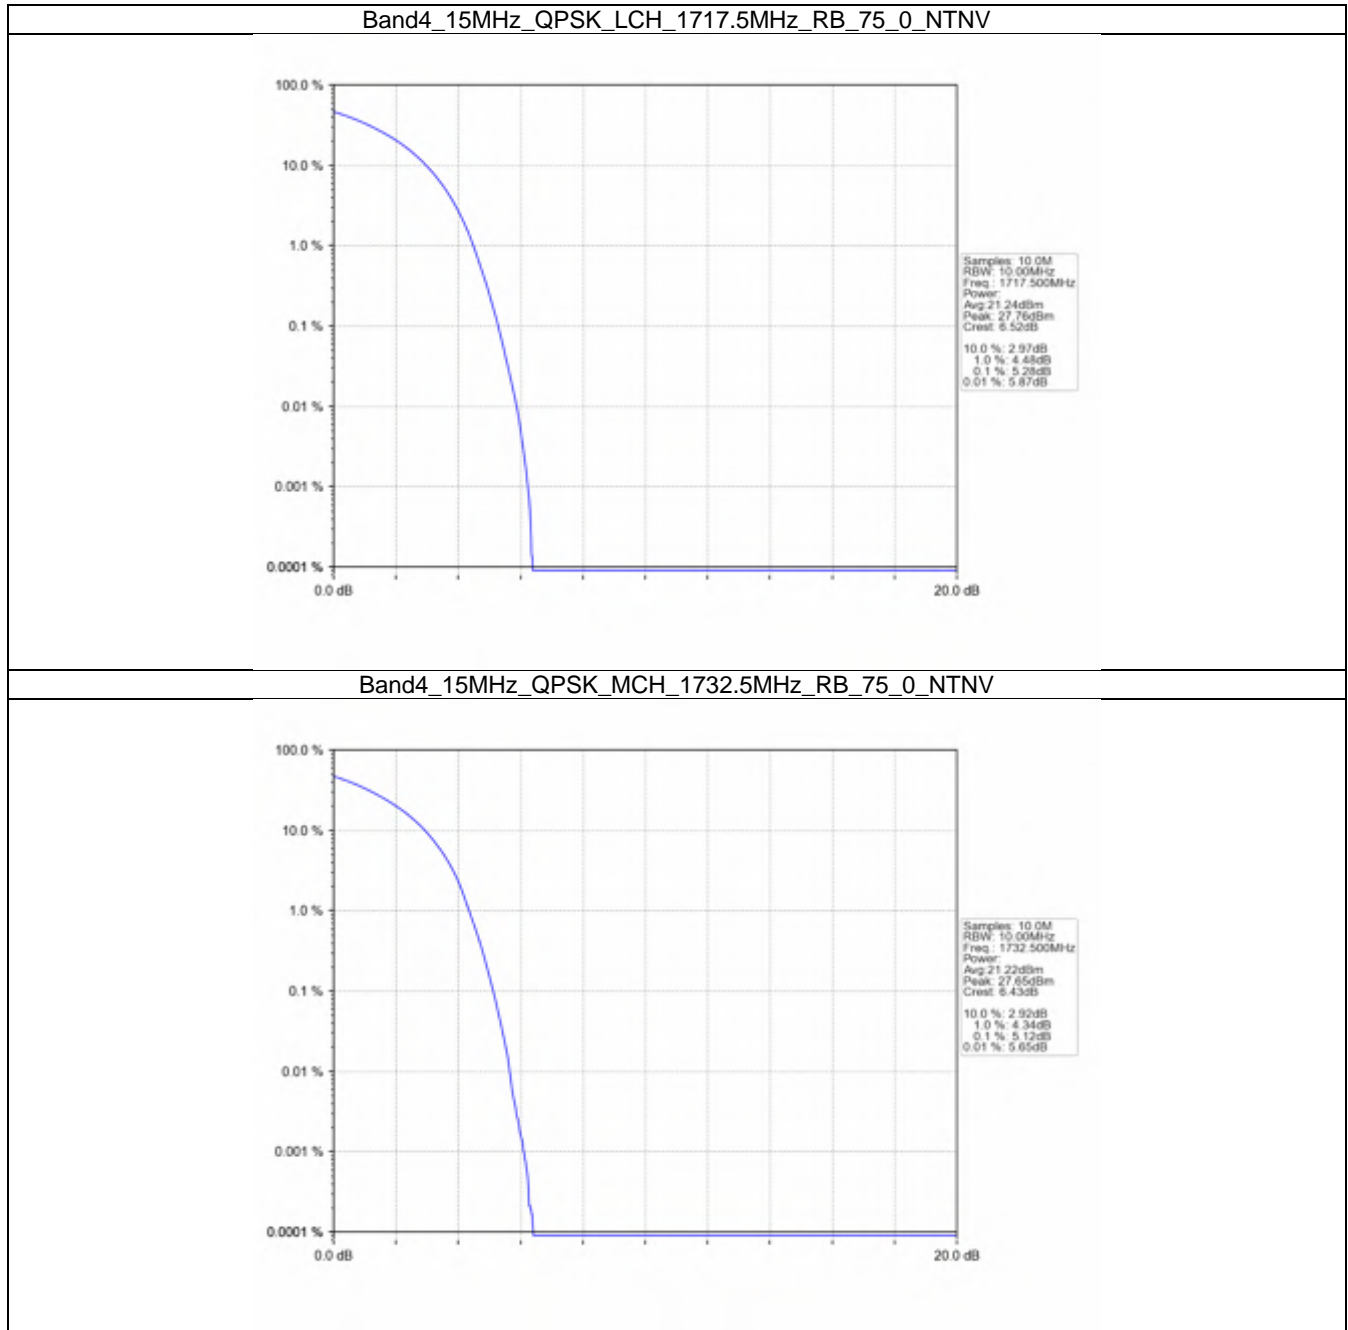 Band4_15MHz_QPSK_LCH_1717.5MHz_RB_75_0_NTNV
100.0 %
10.0 %
1.0 %
0.1 %
0.01 %
0.001 %
0.0001 %
0.0 dB
20.0 dB
Samples: 10.0M
RBW: 10.00MHz
Freq.: 1717.500MHz
Power:
Avg:21.24dBm
Peak: 27.76dBm
Crest: 6.52dB
10.0 %: 2.97dB
1.0 %: 4.48dB
0.1 %: 5.28dB
0.01 %: 5.87dB
Band4_15MHz_QPSK_MCH_1732.5MHz_RB_75_0_NTNV
100.0 %
10.0 %
1.0 %
0.1 %
0.01 %
0.001 %
0.0001 %
0.0 dB
20.0 dB
Samples: 10.0M
RBW: 10.00MHz
Freq.: 1732.500MHz
Power:
Avg:21.22dBm
Peak: 27.65dBm
Crest: 6.43dB
10.0 %: 2.92dB
1.0 %: 4.34dB
0.1 %: 5.12dB
0.01 %: 5.65dB